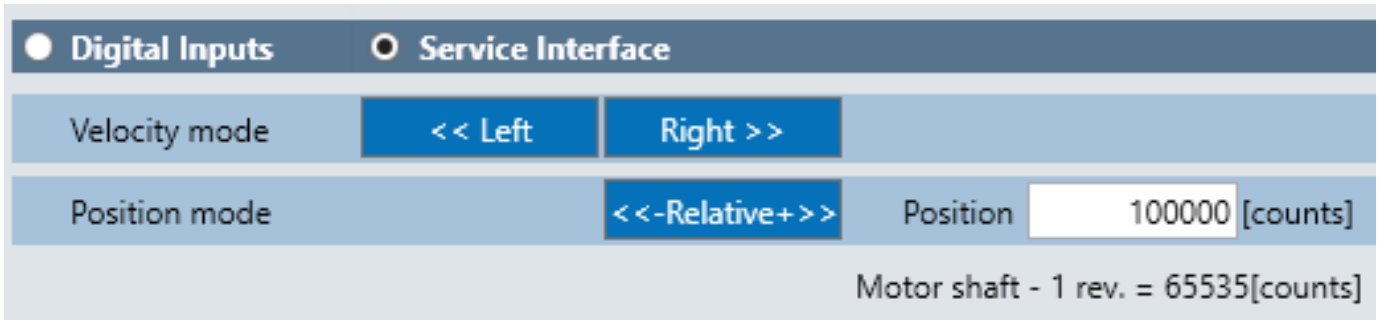 Digital Inputs Service Interface
Velocity mode << Left Right >>
Position mode <<-Relative+>> Position 100000 [counts]
Motor shaft - 1 rev. = 65535[counts]